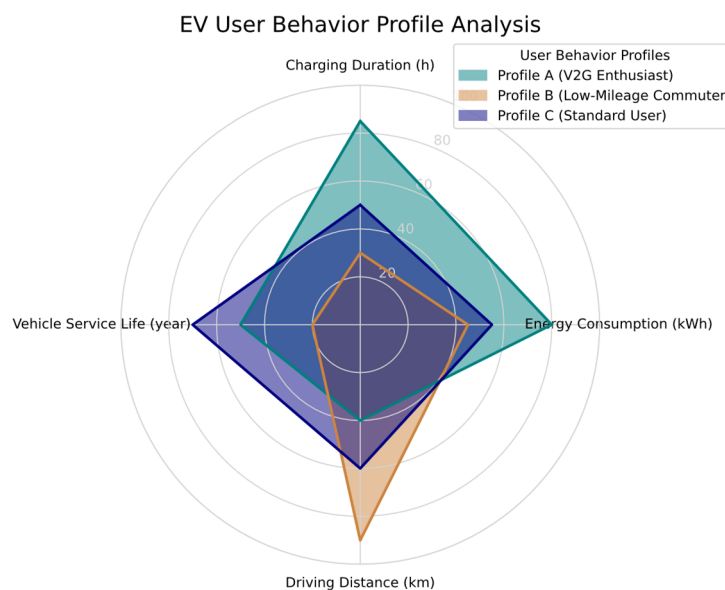 EV User Behavior Profile Analysis
Charging Duration (h)
User Behavior Profiles
Profile A (V2G Enthusiast)
Profile B (Low-Mileage Commuter
Profile C (Standard User)
80
60
40
20
Vehicle Service Life (year)
Energy Consumption (kWh)
Driving Distance (km)